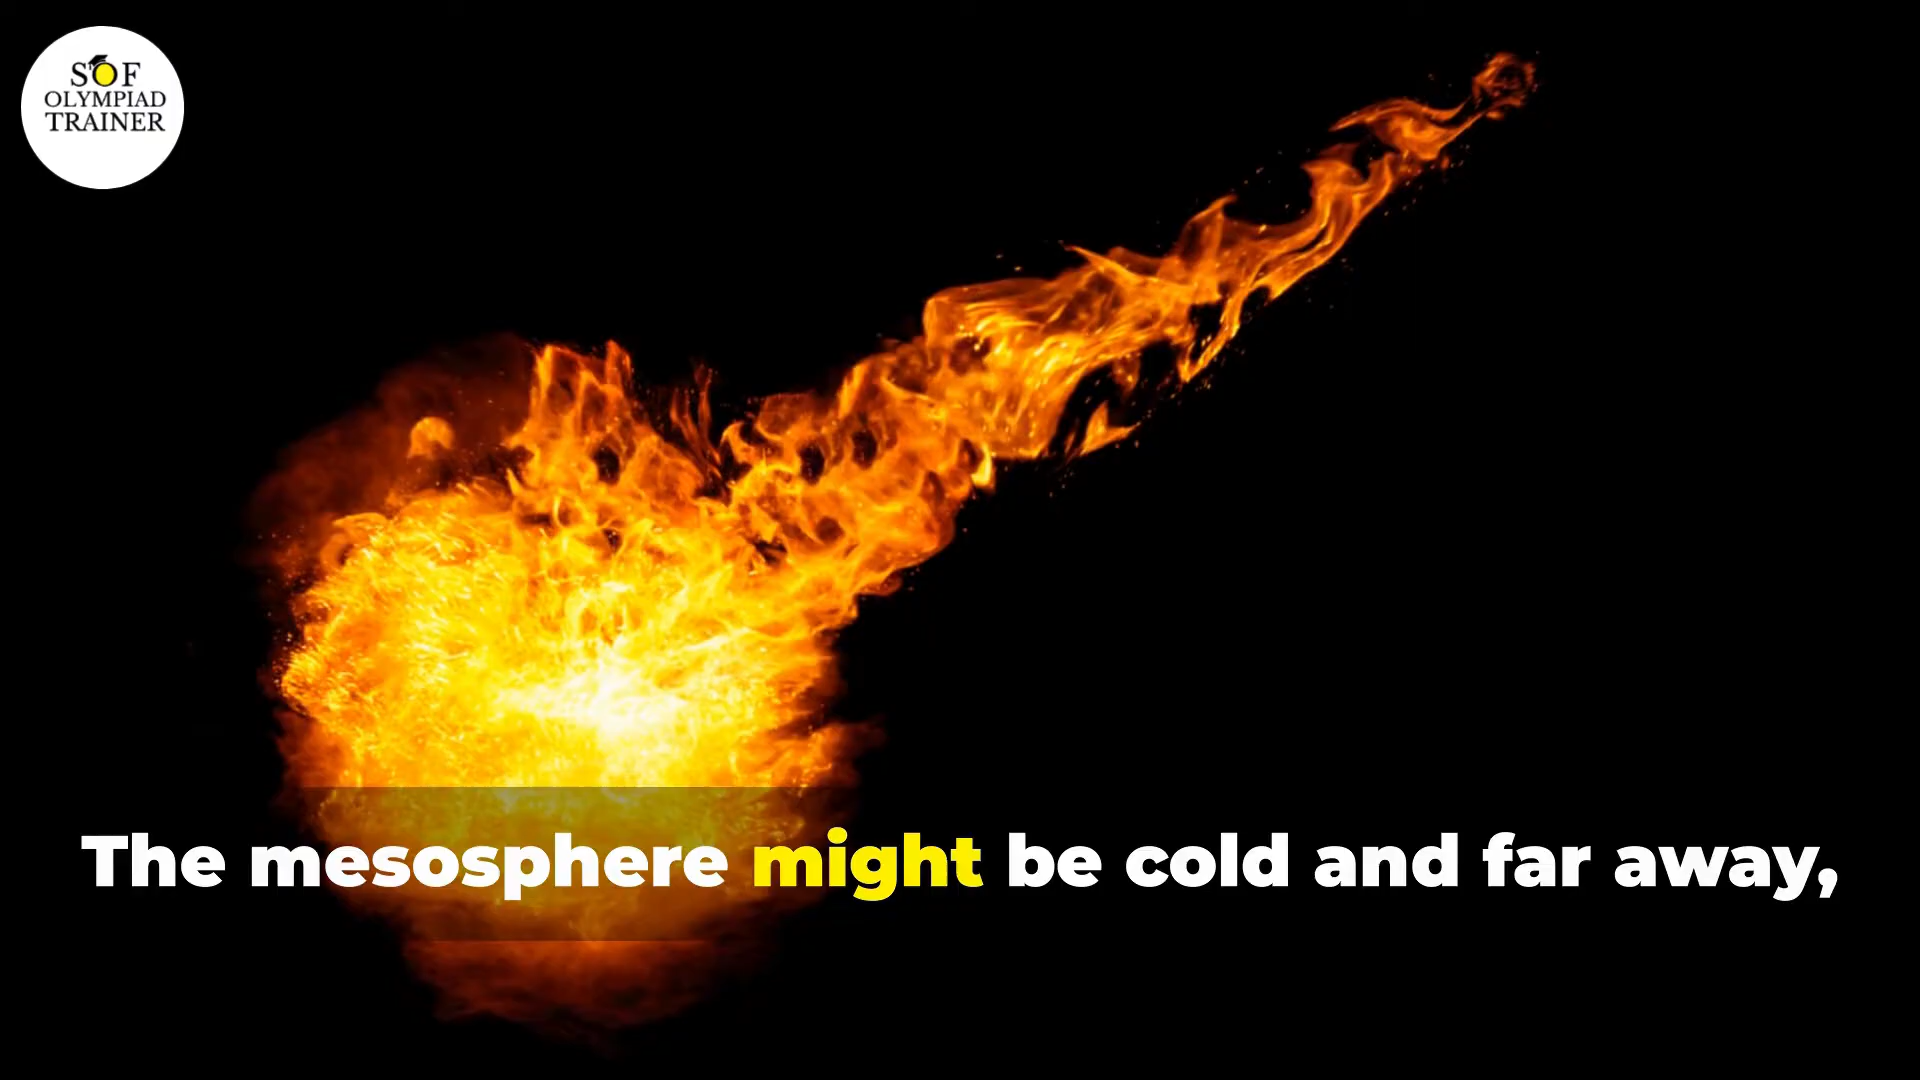 SOF
OLYMPIAD
TRAINER
The mesosphere might be cold and far away,